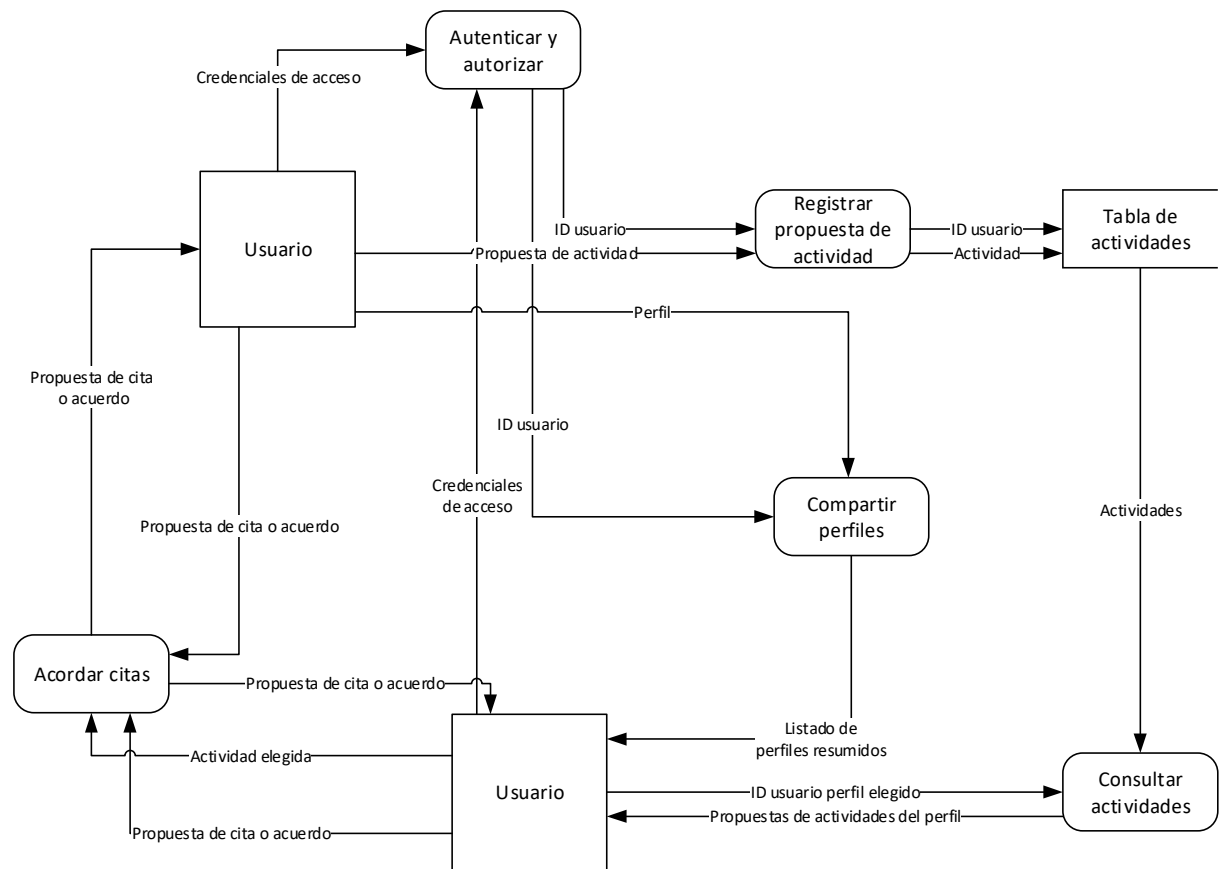 Autenticar y
autorizar
Credenciales de acceso
Usuario
Registrar
propuesta de
actividad
Tabla de
actividades
ID usuario
ID usuario
Propuesta de actividad
Actividad
Perfil
Propuesta de cita
o acuerdo
ID usuario
Credenciales
de acceso
Compartir
perfiles
Actividades
Propuesta de cita o acuerdo
Acordar citas
Propuesta de cita o acuerdo
Listado de
perfiles resumidos
Actividad elegida
Usuario
ID usuario perfil elegido
Consultar
actividades
Propuestas de actividades del perfil
Propuesta de cita o acuerdo